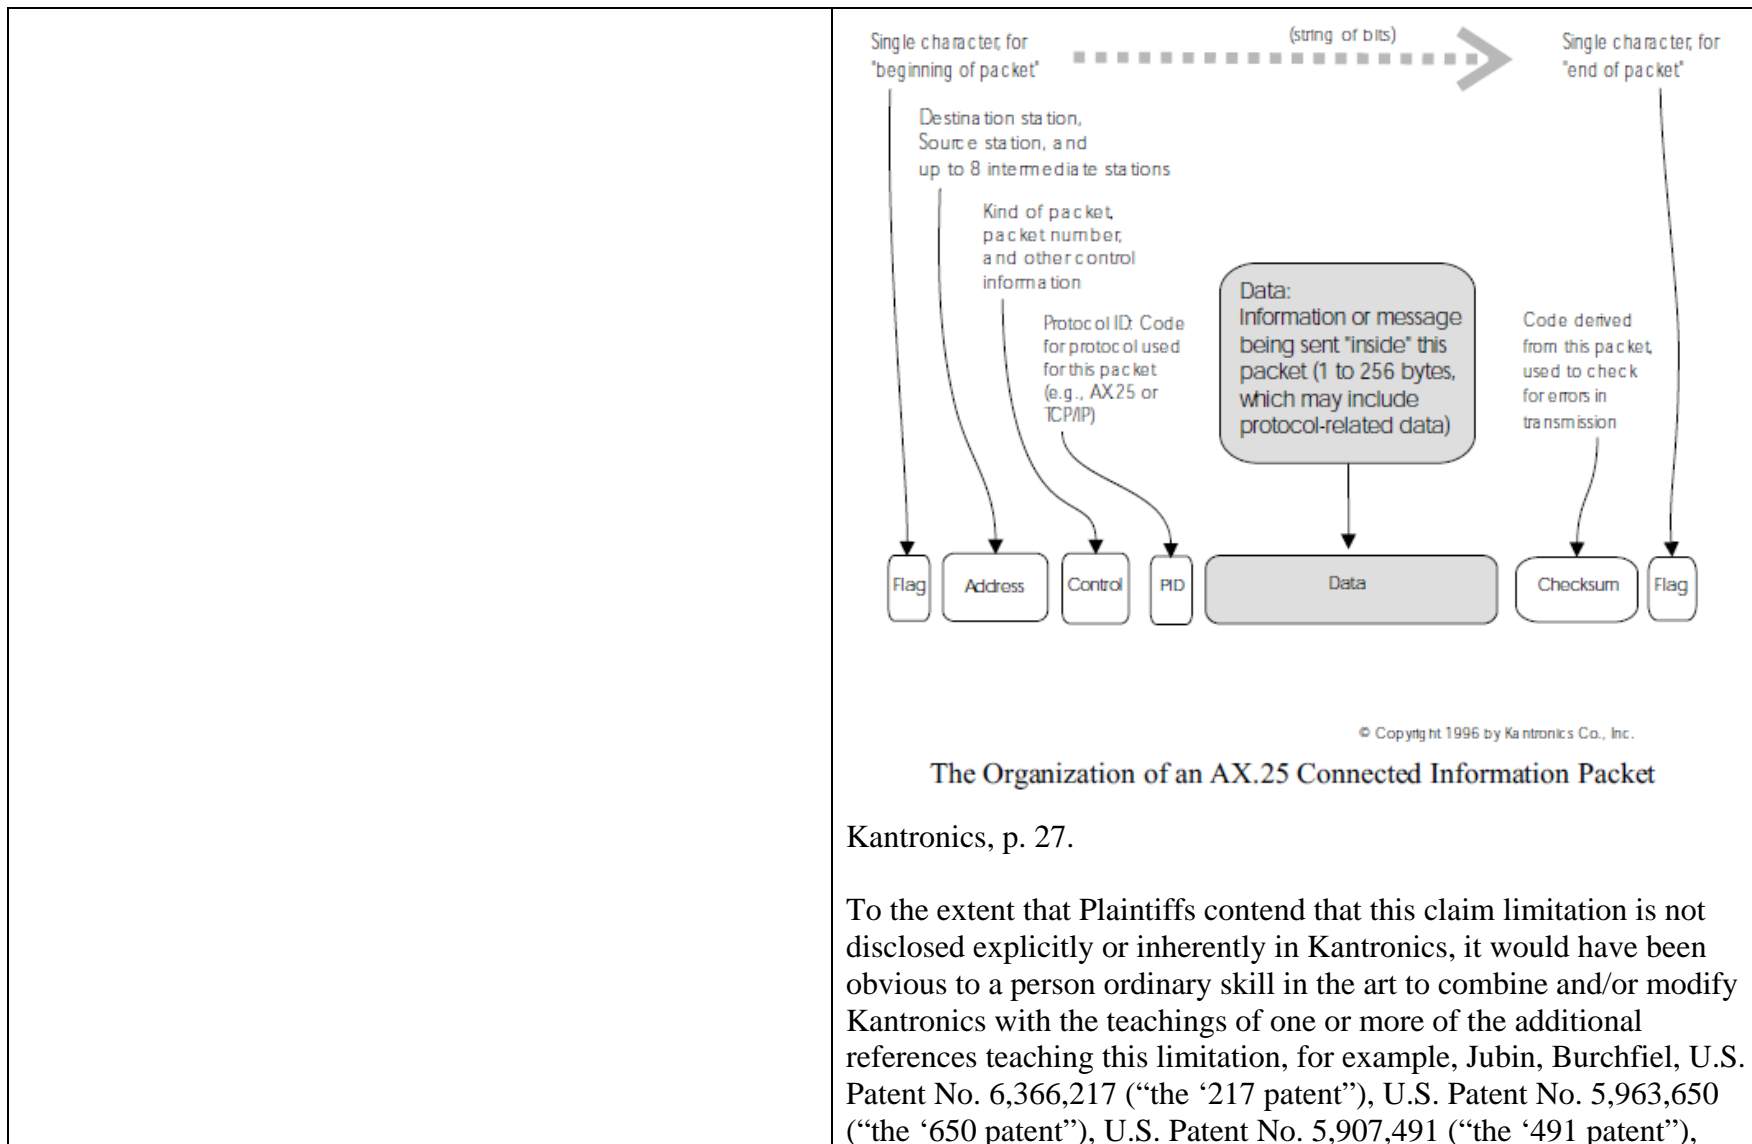 (string of bits)
Single character, for
"beginning of packet"
Single character, for
"end of packet"
Destination station,
Source station, and
up to 8 intermediate stations
Kind of packet,
packet number,
and other control
information
Protocol ID: Code
for protocol used
for this packet
(e.g., AX.25 or
TCP/IP)
Data:
Information or message
being sent "inside" this
packet (1 to 256 bytes,
which may include
protocol-related data)
Code derived
from this packet,
used to check
for errors in
transmission
Flag
Address
Control
PID
Data
Checksum
Flag
© Copyright 1996 by Kantronics Co., Inc.
The Organization of an AX.25 Connected Information Packet
Kantronics, p. 27.
To the extent that Plaintiffs contend that this claim limitation is not
disclosed explicitly or inherently in Kantronics, it would have been
obvious to a person ordinary skill in the art to combine and/or modify
Kantronics with the teachings of one or more of the additional
references teaching this limitation, for example, Jubin, Burchfiel, U.S.
Patent No. 6,366,217 (“the ‘217 patent”), U.S. Patent No. 5,963,650
(“the ‘650 patent”), U.S. Patent No. 5,907,491 (“the ‘491 patent”),